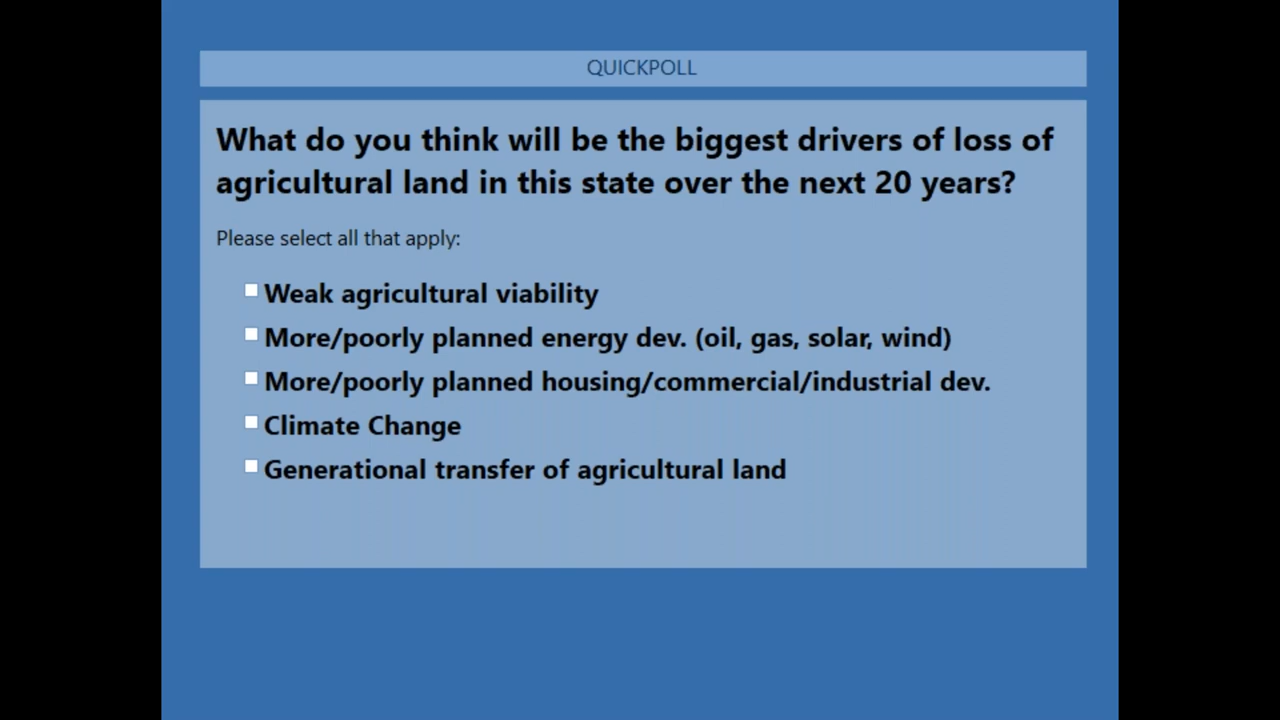 QUICKPOLL
What do you think will be the biggest drivers of loss of
agricultural land in this state over the next 20 years?
Please select all that apply:
Weak agricultural viability
More/poorly planned energy dev. (oil, gas, solar, wind)
More/poorly planned housing/commercial/industrial dev.
Climate Change
Generational transfer of agricultural land